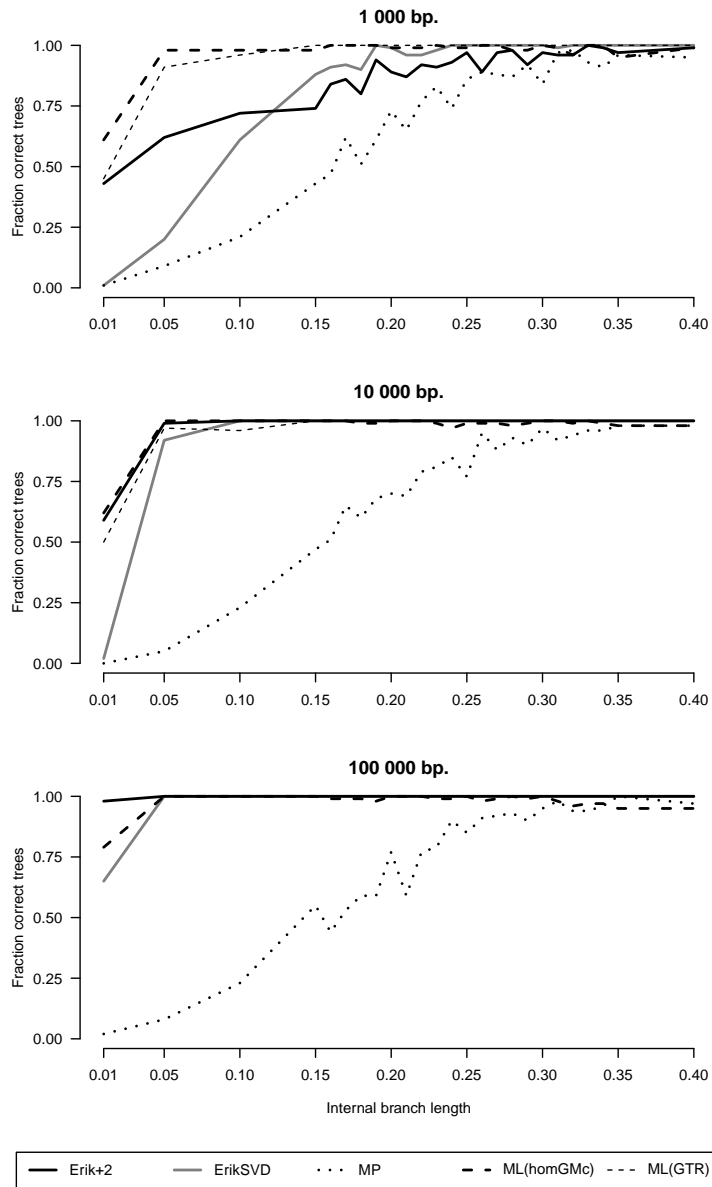 1 000 bp.
Fraction correct trees
1.00
0.75
0.50
0.25
0.00
0.01 0.05 0.10 0.15 0.20 0.25 0.30 0.35 0.40
10 000 bp.
Fraction correct trees
1.00
0.75
0.50
0.25
0.00
0.01 0.05 0.10 0.15 0.20 0.25 0.30 0.35 0.40
100 000 bp.
Fraction correct trees
1.00
0.75
0.50
0.25
0.00
0.01 0.05 0.10 0.15 0.20 0.25 0.30 0.35 0.40
Internal branch length
Erik+2 ErikSVD MP ML(homGMc) ML(GTR)